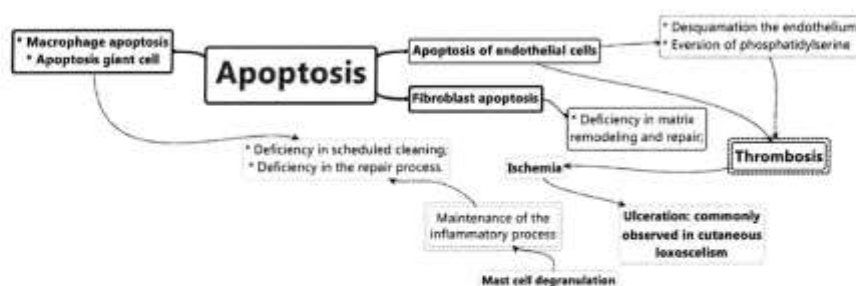 * Macrophage apoptosis
* Apoptosis giant cell
Apoptosis
Apoptosis of endothelial cells
* Desquamation the endothelium
* Eversion of phosphatidylserine
Fibroblast apoptosis
* Deficiency in matrix
remodeling and repair;
Thrombosis
* Deficiency in scheduled cleaning;
* Deficiency in the repair process
Ischemia
Maintenance of the
inflammatory process
Ulceration: commonly
observed in cutaneous
loxoscelism
Mast cell degranulation